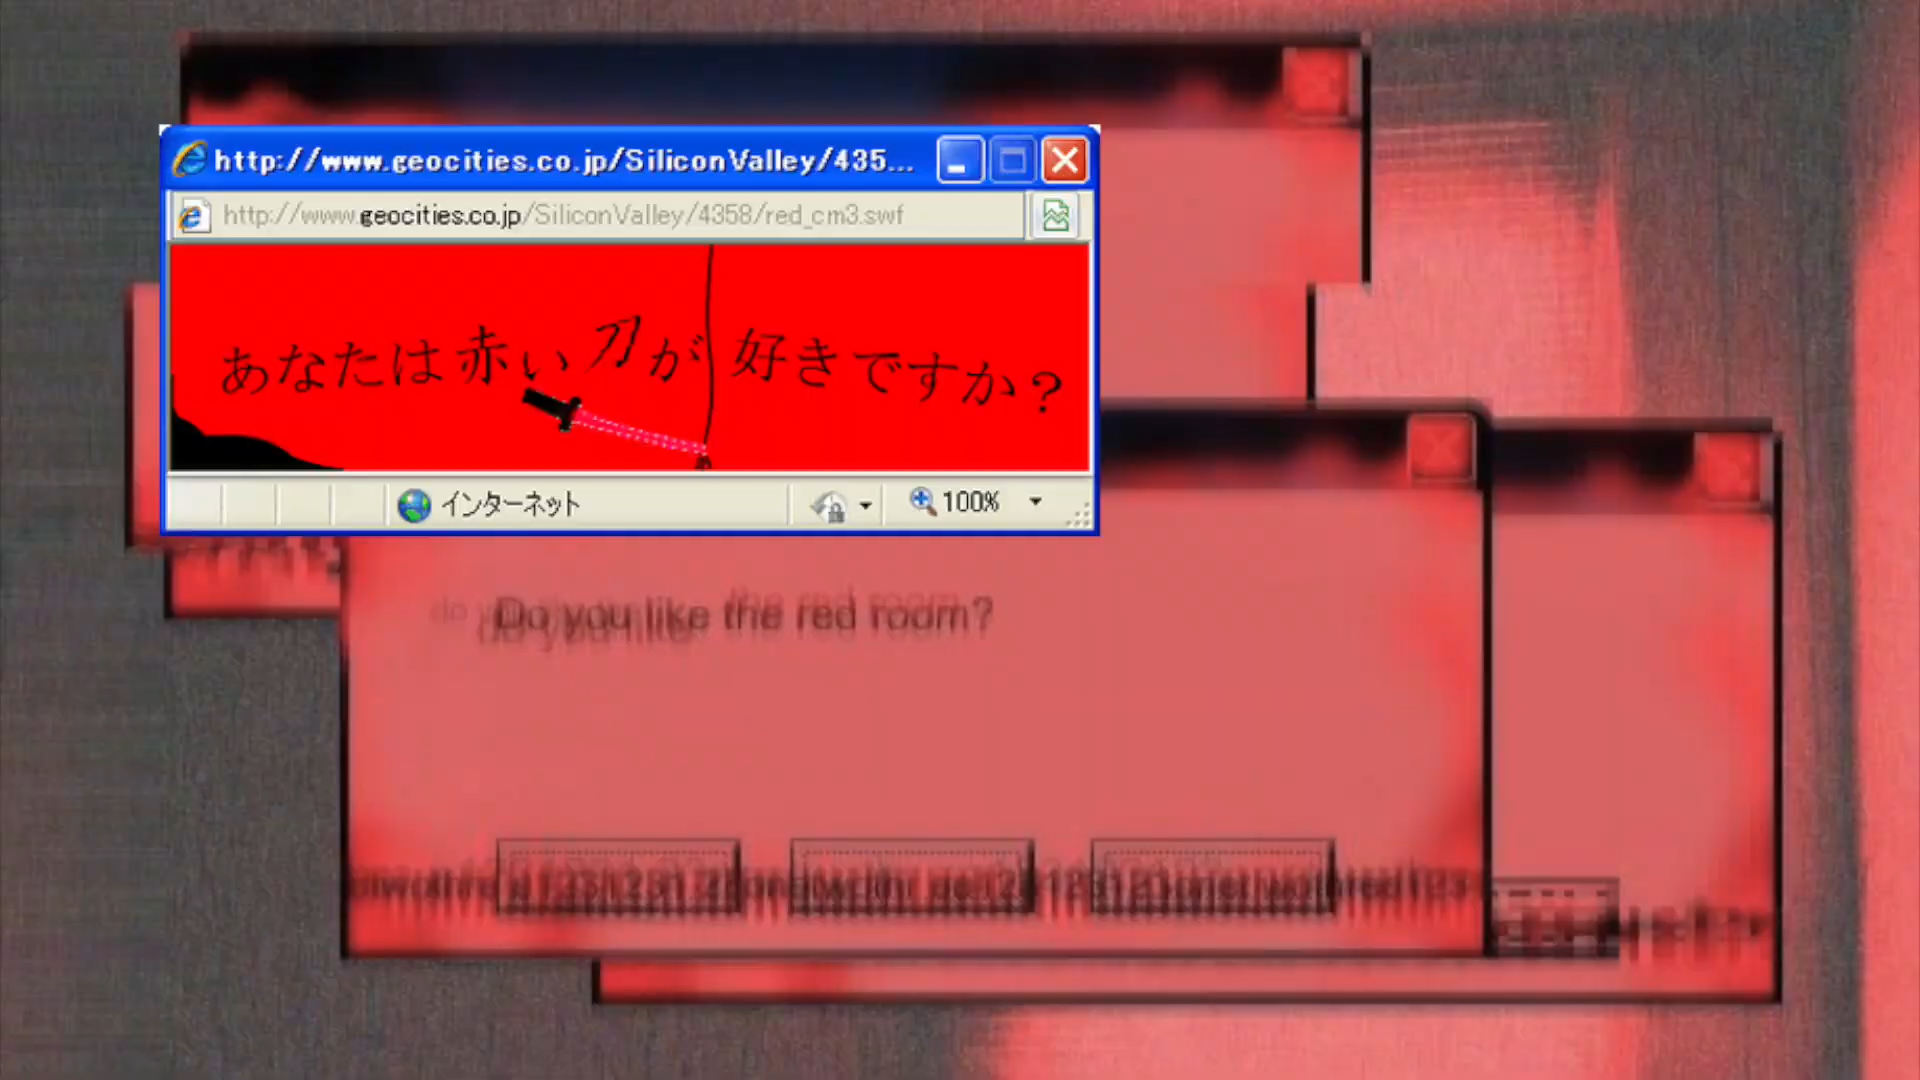 http://www.geocities.co.jp/SiliconValley/435...
http://www.geocities.co.jp/SiliconValley/4358/red_cm3.swf
あなたは赤い刀が好きですか?
インターネット
100%
Do you like the red room?